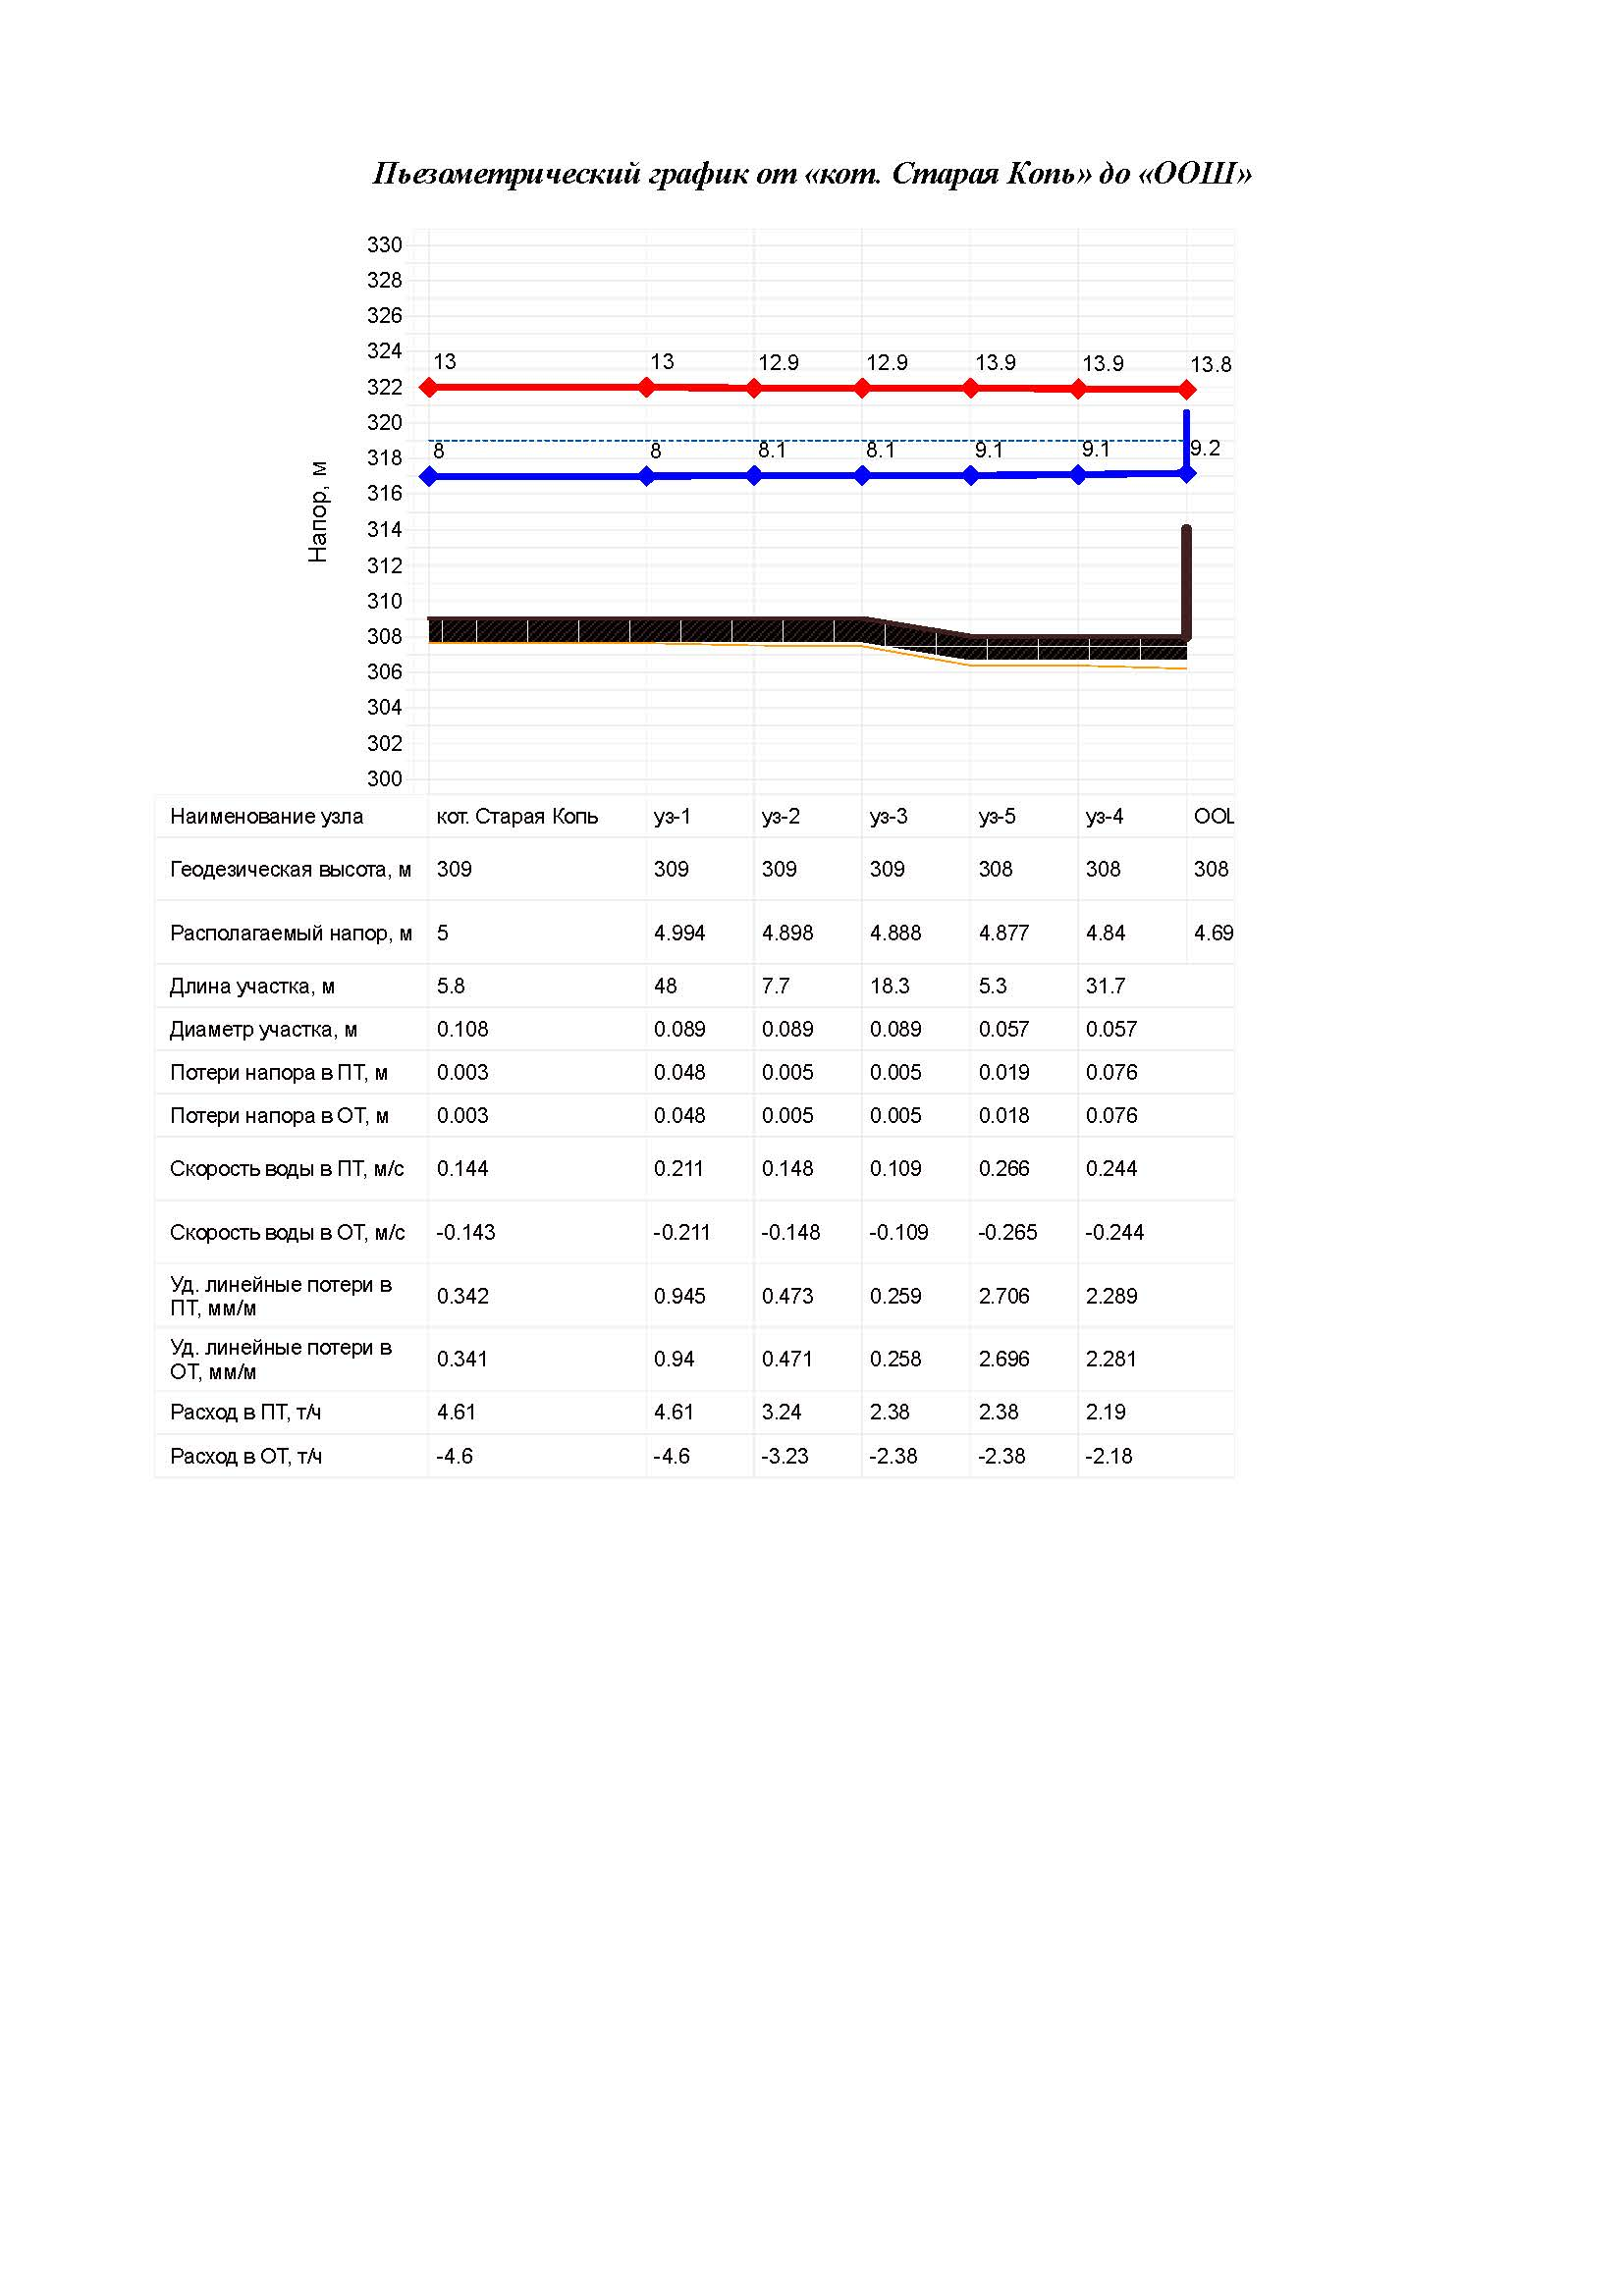 Пьезометрический график от «кот. Старая Копь» до «ООШ»
330
328
326
324
322
320
318
316
314
312
310
308
306
304
302
300
Напор, м
13 13 12.9 12.9 13.9 13.9 13.8
8 8 8.1 8.1 9.1 9.1 9.2
Наименование узла кот. Старая Копь уз-1 уз-2 уз-3 уз-5 уз-4
Геодезическая высота, м 309 309 309 309 308 308 308
Располагаемый напор, м 5 4.994 4.898 4.888 4.877 4.84 4.69
Длина участка, м 5.8 48 7.7 18.3 5.3 31.7
Диаметр участка, м 0.108 0.089 0.089 0.089 0.057 0.057
Потери напора в ПТ, м 0.003 0.048 0.005 0.005 0.019 0.076
Потери напора в ОТ, м 0.003 0.048 0.005 0.005 0.018 0.076
Скорость воды в ПТ, м/с 0.144 0.211 0.148 0.109 0.266 0.244
Скорость воды в ОТ, м/с -0.143 -0.211 -0.148 -0.109 -0.265 -0.244
Уд. линейные потери в
ПТ, мм/м 0.342 0.945 0.473 0.259 2.706 2.289
Уд. линейные потери в
ОТ, мм/м 0.341 0.94 0.471 0.258 2.696 2.281
Расход в ПТ, т/ч 4.61 4.61 3.24 2.38 2.38 2.19
Расход в ОТ, т/ч -4.6 -4.6 -3.23 -2.38 -2.38 -2.18